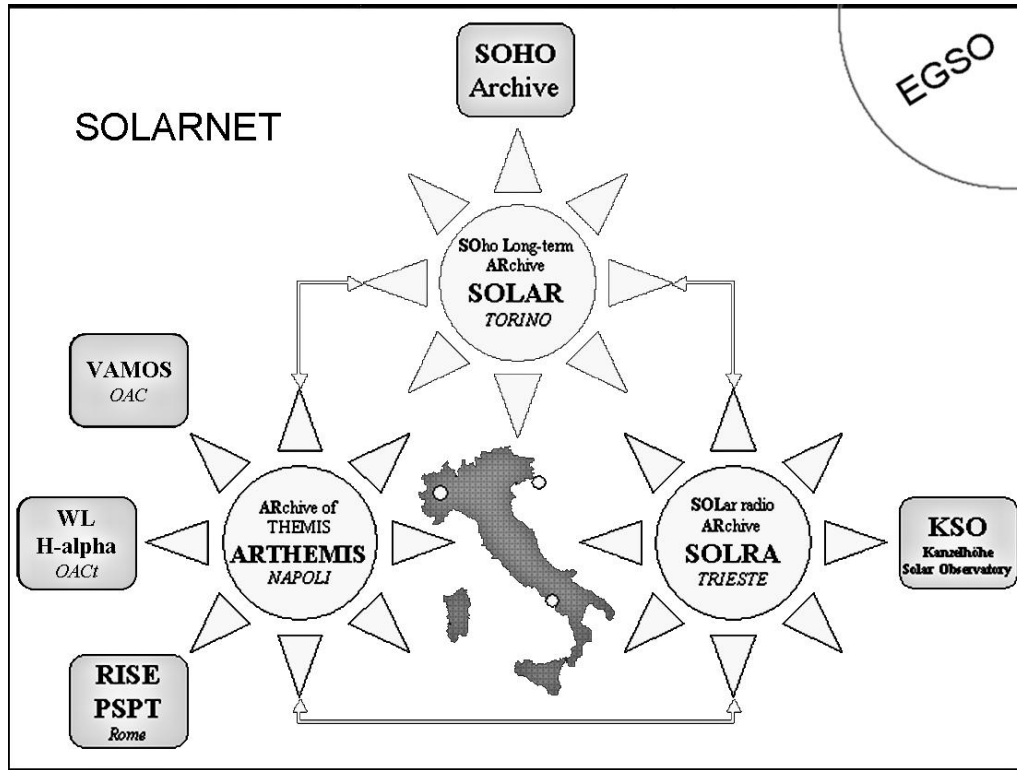 SOHO
Archive
EGSO
SOLARNET
SOho Long-term
ARchive
SOLAR
TORINO
VAMOS
OAC
WL
H-alpha
OACt
ARchive of
THEMIS
ARTHEMIS
NAPOLI
SOLar radio
ARchive
SOLRA
TRIESTE
KSO
Kanzelhöhe
Solar Observatory
RISE
PSPT
Rome